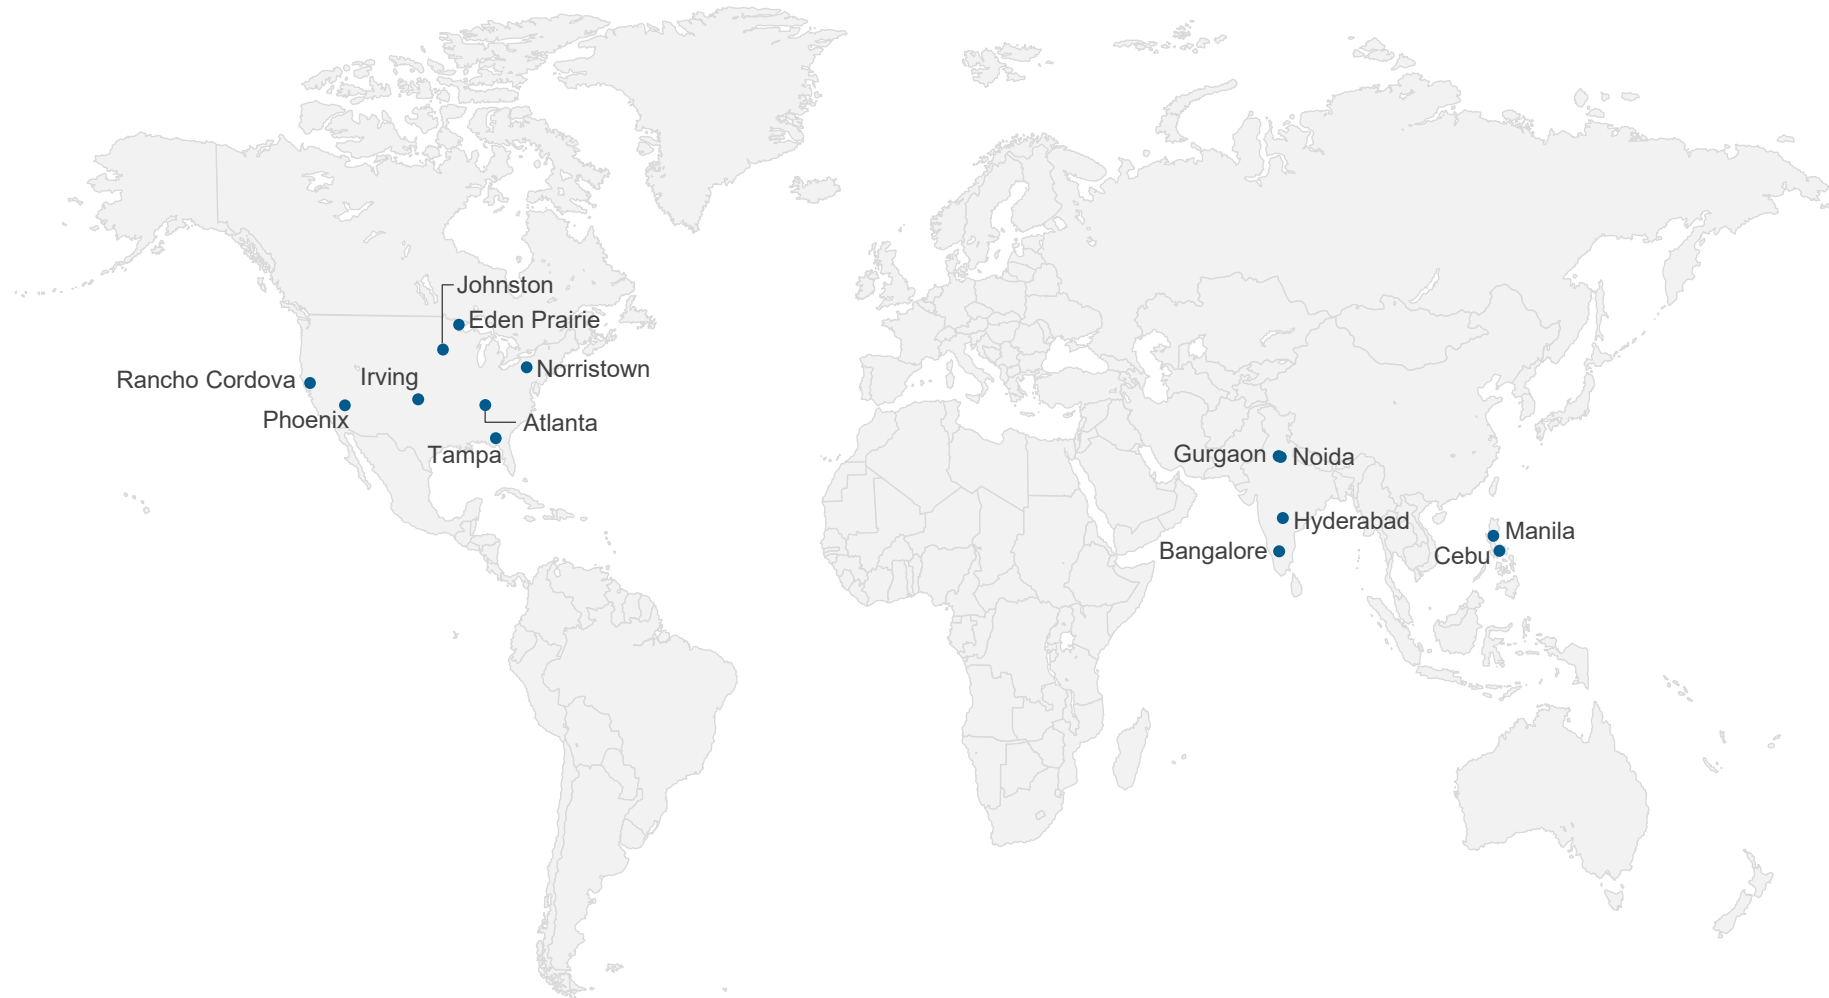 Johnston
Eden Prairie
Norristown
Rancho Cordova
Irving
Phoenix
Atlanta
Tampa
Gurgaon
Noida
Hyderabad
Manila
Bangalore
Cebu